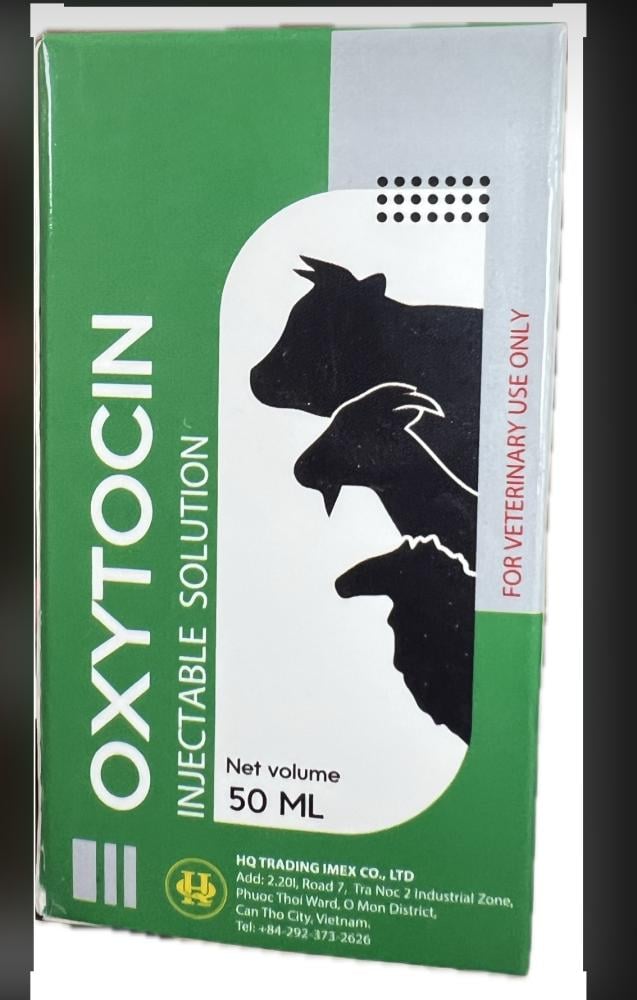 OXYTOCIN
INJECTABLE SOLUTION
FOR VETERINARY USE ONLY
Net volume
50 ML
HQ
HQ TRADING IMEX CO., LTD
Add: 2.20I, Road 7, Tra Noc 2 Industrial Zone,
Phuoc Thoi Ward, O Mon District,
Can Tho City, Vietnam.
Tel: +84-292-373-2626